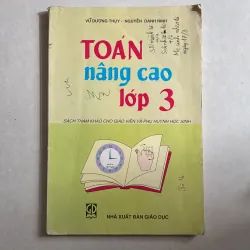 VŨ DƯƠNG THỤY - NGUYỄN DANH NINH
TOÁN
nâng cao
lớp 3
SÁCH THAM KHẢO CHO GIÁO VIÊN VÀ PHỤ HUYNH HỌC SINH
NHÀ XUẤT BẢN GIÁO DỤC